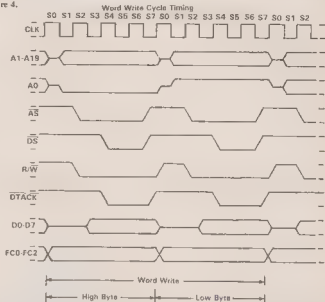 re 4.
Word Write Cycle Timing
S0 S1 S2 S3 S4 S5 S6 S7 S0 S1 S2 S3 S4 S5 S6 S7 S0 S1 S2
CLK
A1-A19
A0
AS
DS
R/W
DTACK
D0-D7
FC0-FC2
Word Write
High Byte
Low Byte